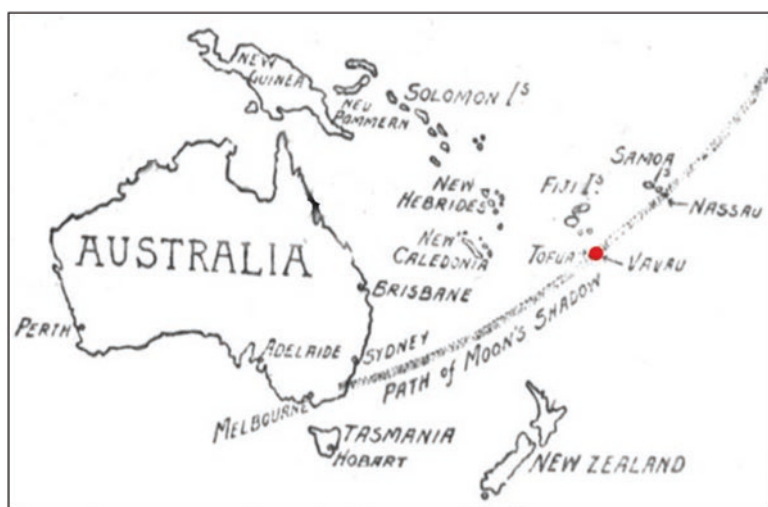 NEW
GUINEA
NEU
POMMERN
SOLOMON Is
SAMOA
Is
NEW
HEBRIDES
FIJI Is
NASSAU
NEW
CALEDONIA
TOFUA
VAVAU
AUSTRALIA
BRISBANE
PERTH
ADELAIDE
SYDNEY
PATH of MOON'S SHADOW
MELBOURNE
TASMANIA
HOBART
NEW ZEALAND